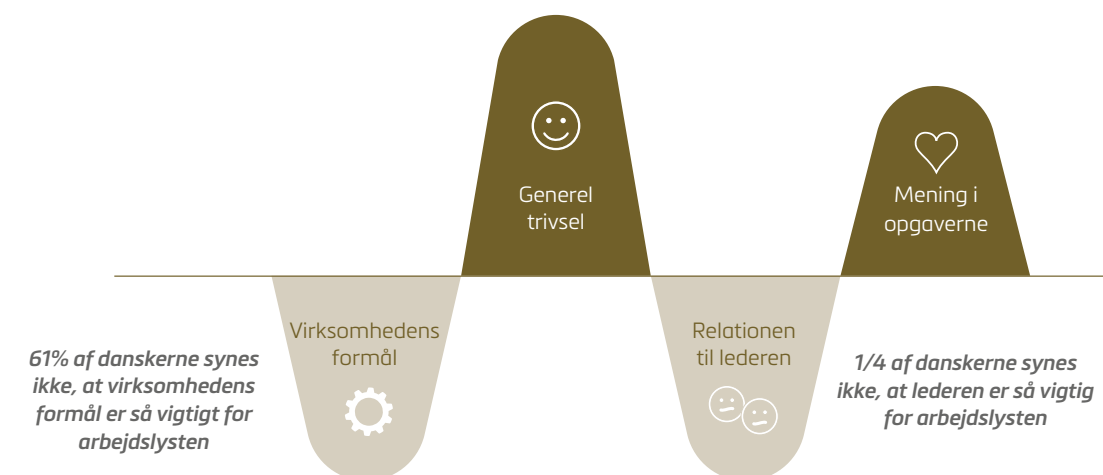 Generel
trivsel
Mening i
opgaverne
Virksomhedens
formål
Relationen
til lederen
61% af danskerne synes
ikke, at virksomhedens
formål er så vigtigt for
arbejdslysten
1/4 af danskerne synes
ikke, at lederen er så vigtig
for arbejdslysten